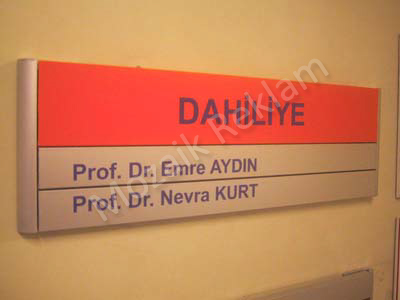 DAHİLİYE
Prof. Dr. Emre AYDIN
Prof. Dr. Nevra KURT
Mozaik Reklam